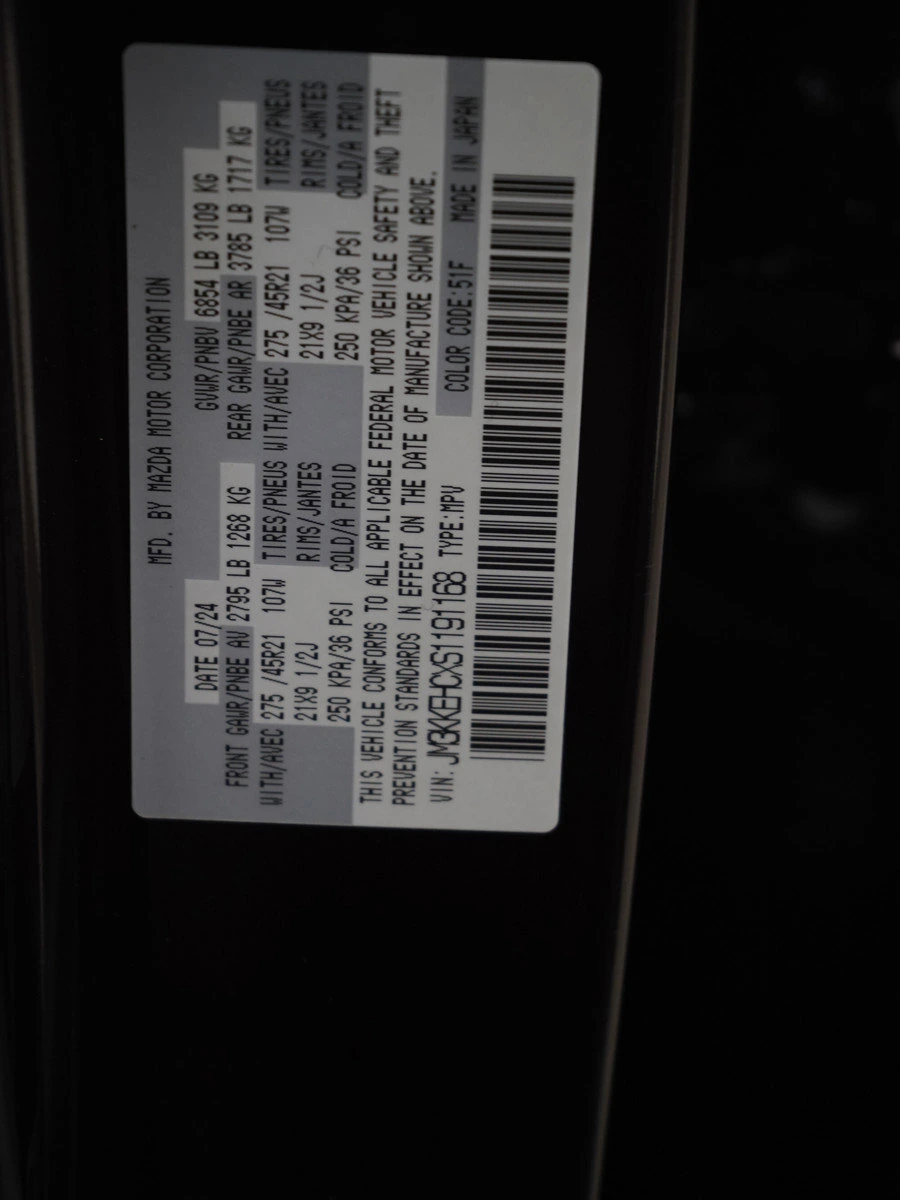 MFD. BY MAZDA MOTOR CORPORATION
DATE 07/24 GVWR/PNBV 6854 LB 3109 KG
FRONT GAWR/PNBE AV 2795 LB 1268 KG REAR GAWR/PNBE AR 3785 LB 1717 KG
WITH/AVEC 275 /45R21 107W TIRES/PNEUS WITH/AVEC 275 /45R21 107W TIRES/PNEUS
21X9 1/2J RIMS/JANTES 21X9 1/2J RIMS/JANTES
250 KPA/36 PSI COLD/A FROID 250 KPA/36 PSI COLD/A FROID
THIS VEHICLE CONFORMS TO ALL APPLICABLE FEDERAL MOTOR VEHICLE SAFETY AND THEFT
PREVENTION STANDARDS IN EFFECT ON THE DATE OF MANUFACTURE SHOWN ABOVE.
VIN: JM3KKEHCXS1191168 TYPE:MPV COLOR CODE:51F MADE IN JAPAN